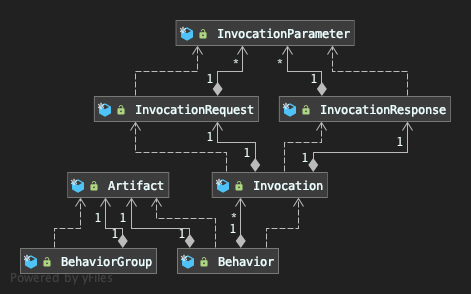 InvocationParameter
* *
1 1
InvocationRequest InvocationResponse
1 1
1 1
Artifact Invocation
1 1 *
1 1 1
BehaviorGroup Behavior
Powered by yFiles